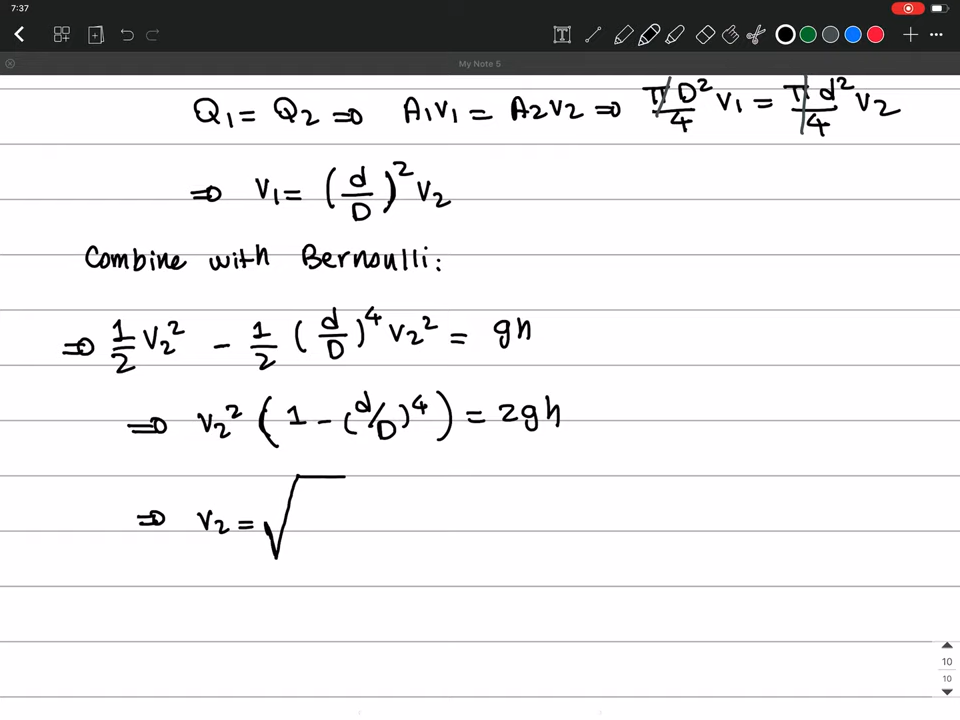 7:37
My Note 5
Q₁ = Q₂ ⇒ A₁v₁ = A₂v₂ ⇒ πD²/4 v₁ = πd²/4 v₂
⇒ v₁ = (d/D)² v₂
Combine with Bernoulli:
⇒ 1/2 v₂² - 1/2 (d/D)⁴ v₂² = gh
⇒ v₂² (1 - (d/D)⁴) = 2gh
⇒ v₂ = √
10
10